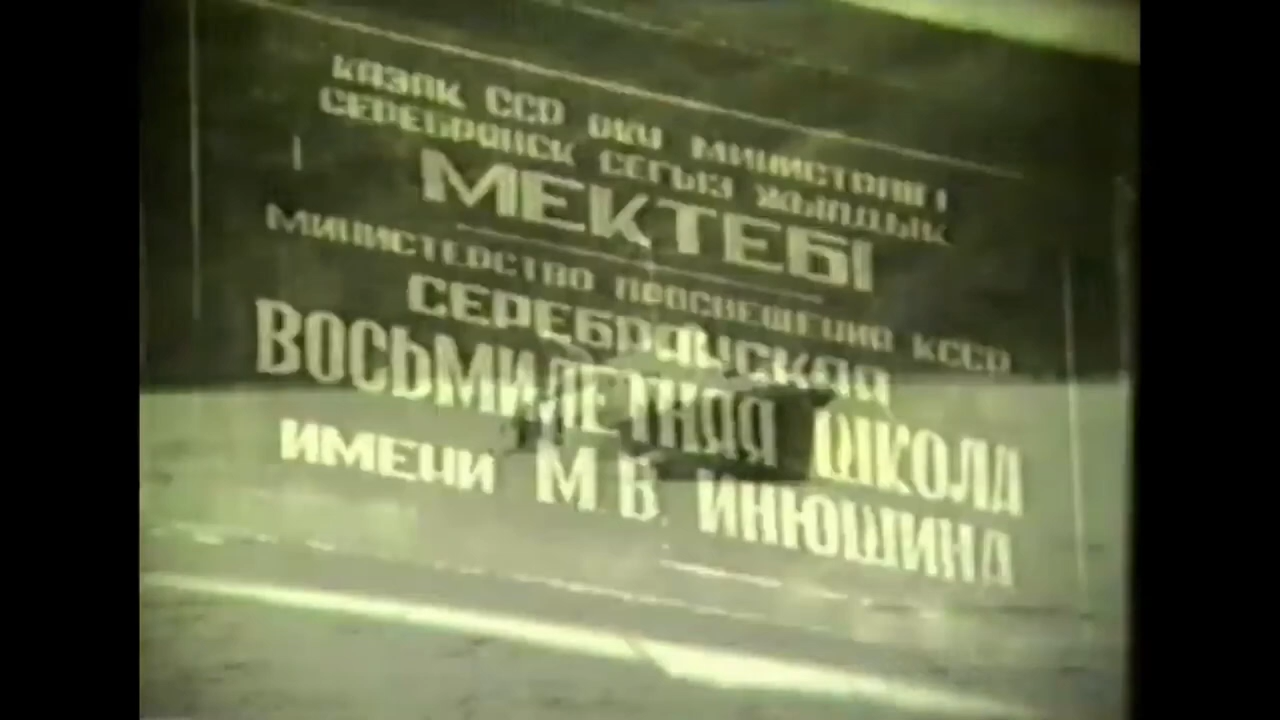 КАЗАК ССР ОКУ МИНИСТРЛІГІ
СЕРЕБРЯНСК СЕГІЗ ЖЫЛДЫК
МЕКТЕБІ
МИНИСТЕРСТВО ПРОСВЕЩЕНИЯ КССР
СЕРЕБРЯНСКАЯ
ВОСЬМИЛЕТНЯЯ ШКОЛА
ИМЕНИ М.В. ИНЮШИНА